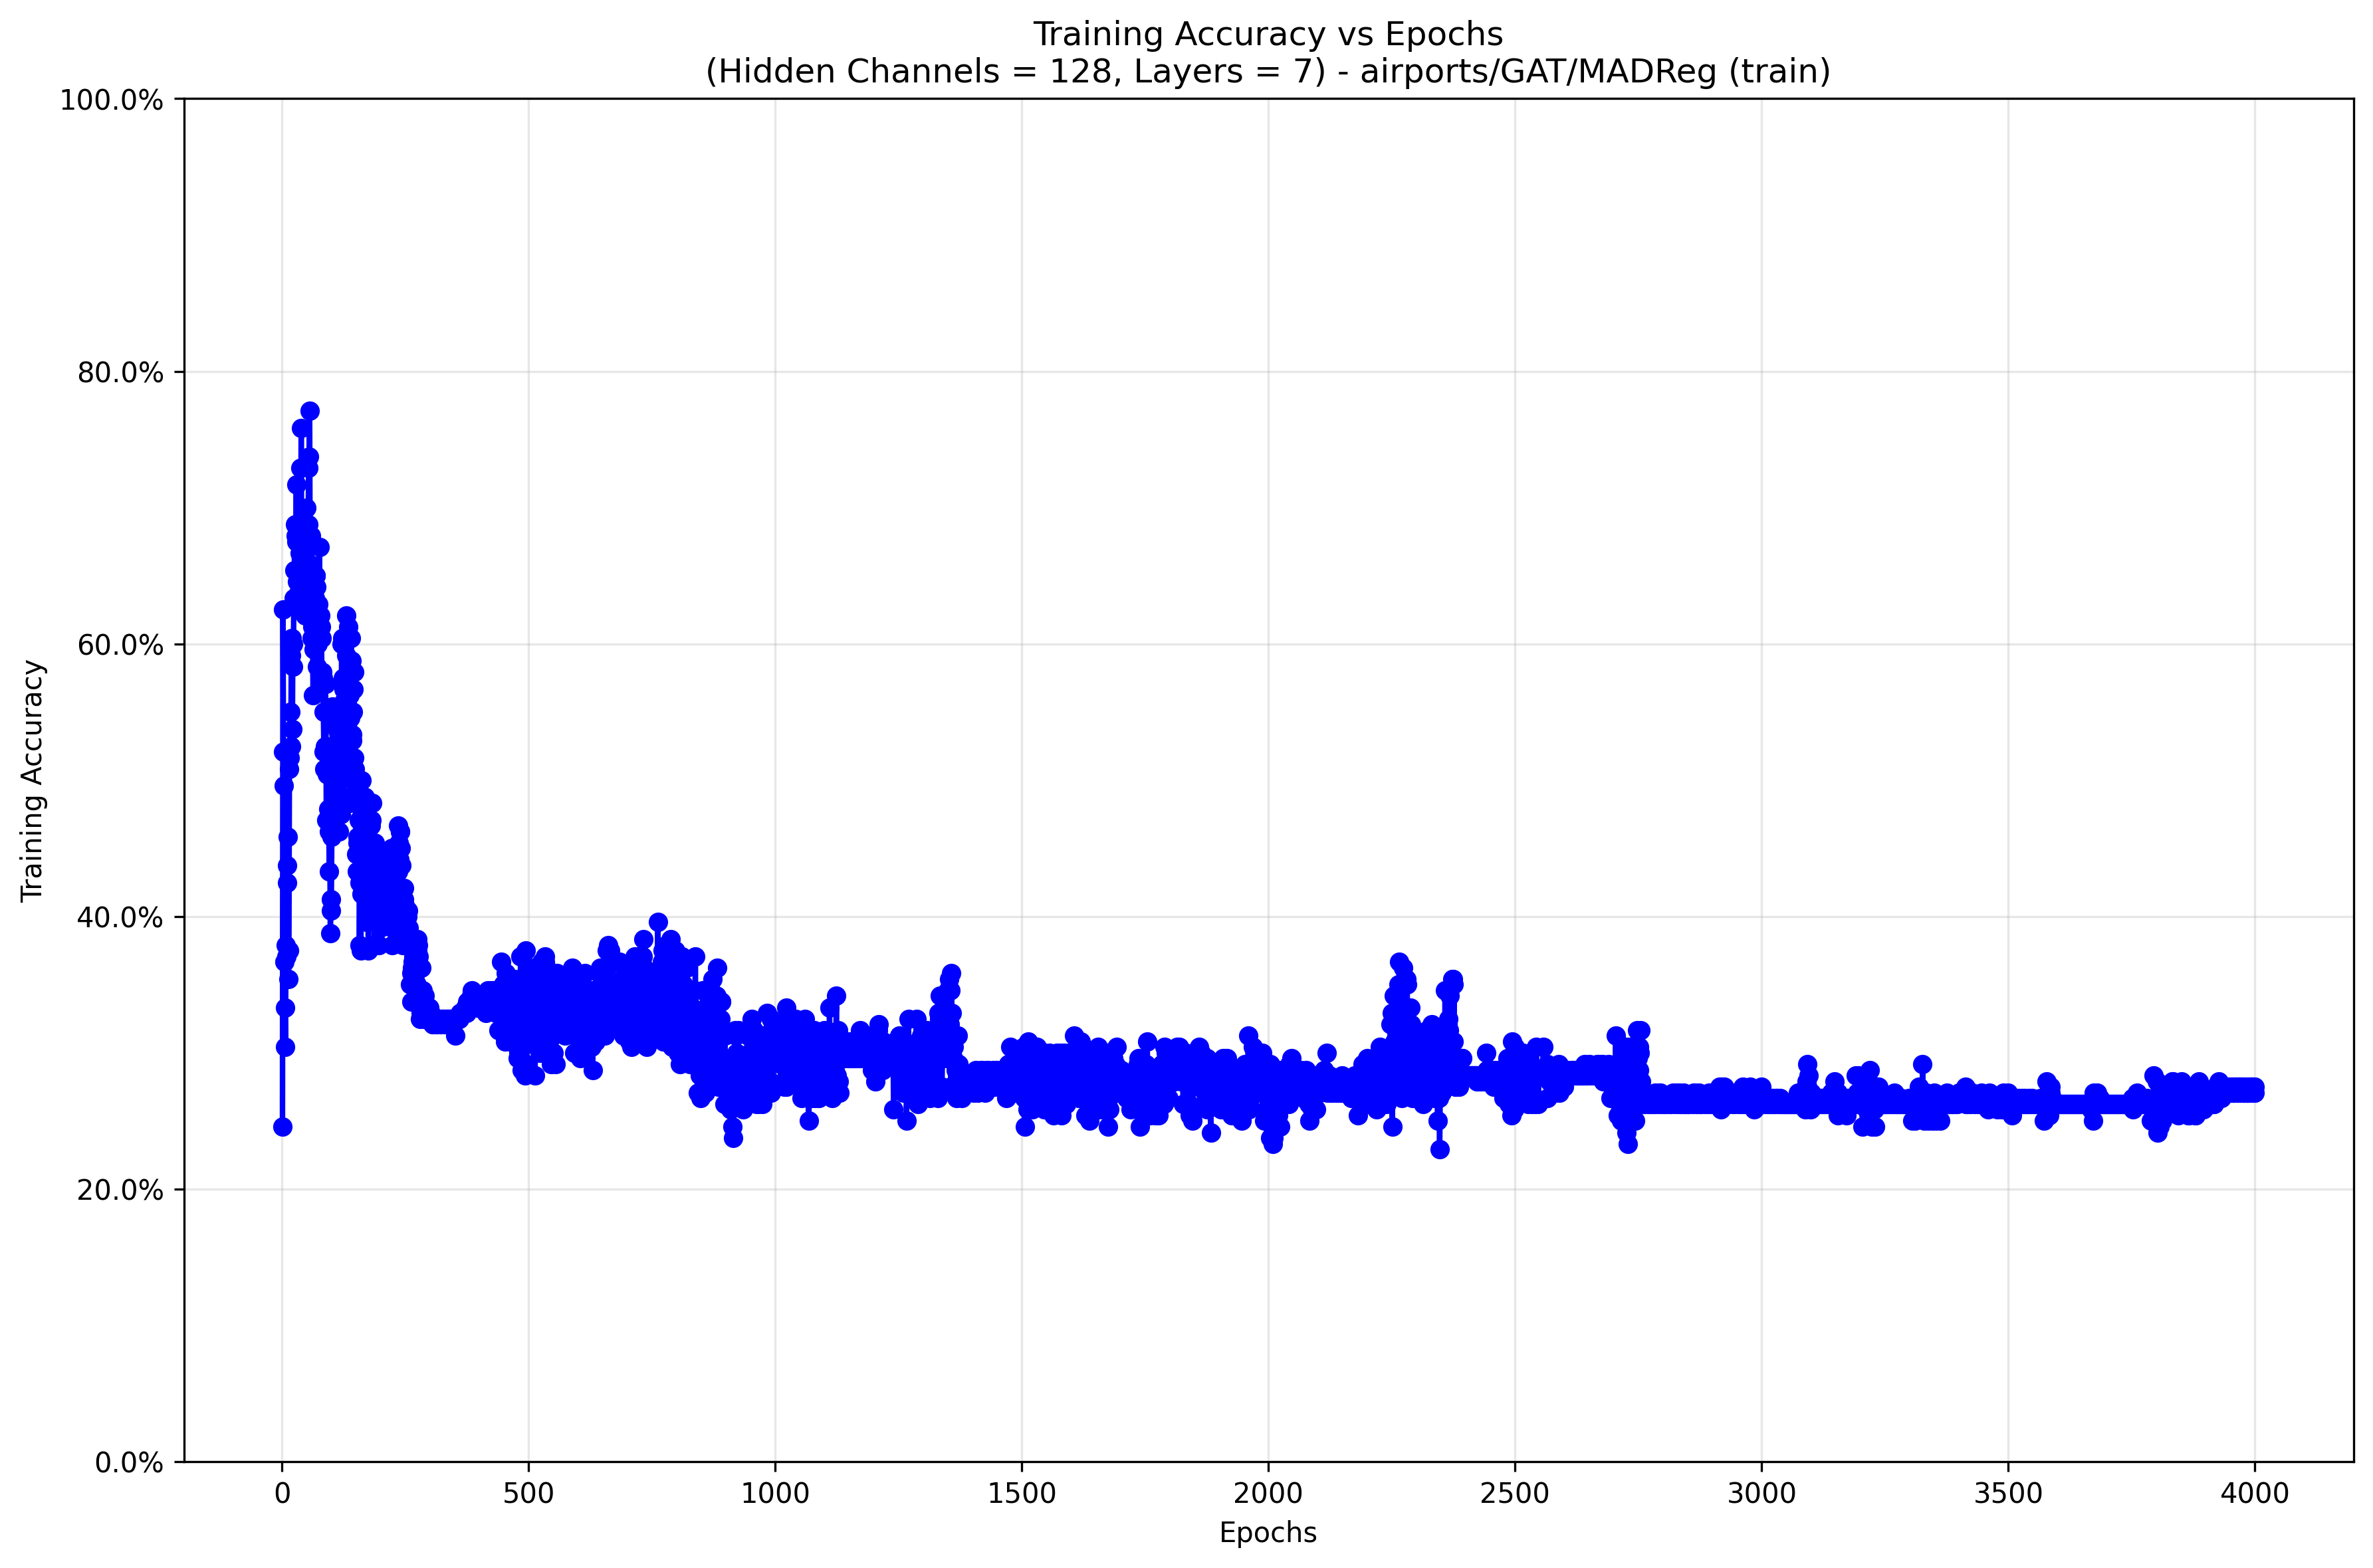 Training Accuracy vs Epochs
(Hidden Channels = 128, Layers = 7) - airports/GAT/MADReg (train)
100.0%
80.0%
60.0%
40.0%
20.0%
0.0%
Training Accuracy
0 500 1000 1500 2000 2500 3000 3500 4000
Epochs